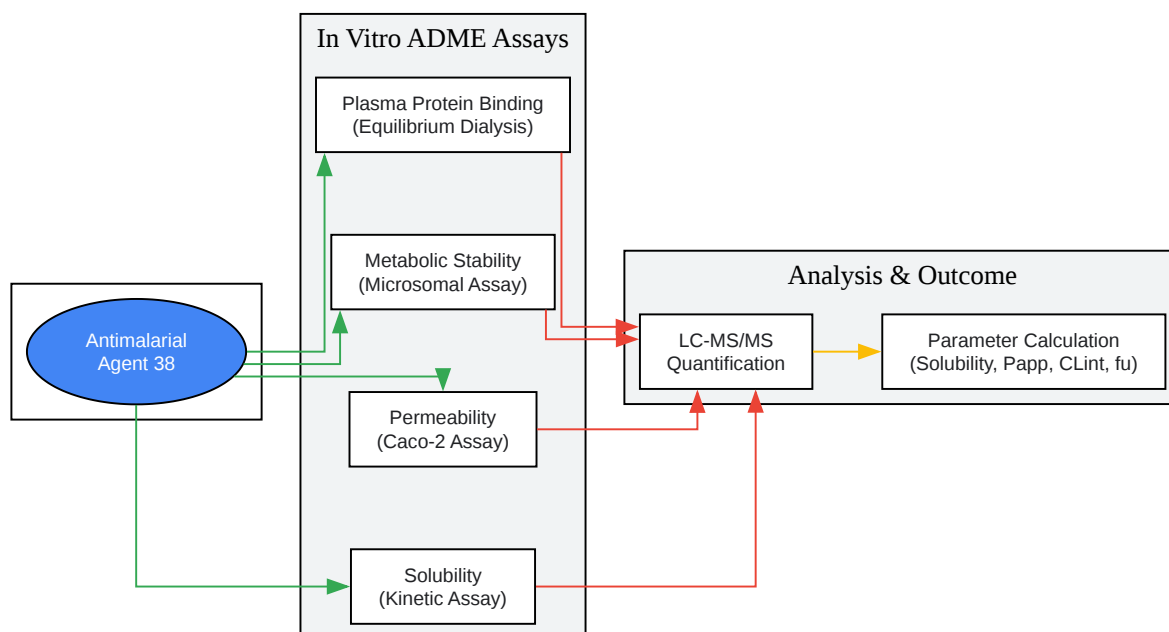 In Vitro ADME Assays
Plasma Protein Binding
(Equilibrium Dialysis)
Metabolic Stability
(Microsomal Assay)
Analysis & Outcome
Antimalarial
Agent 38
LC-MS/MS
Quantification
Parameter Calculation
(Solubility, Papp, CLint, fu)
Permeability
(Caco-2 Assay)
Solubility
(Kinetic Assay)